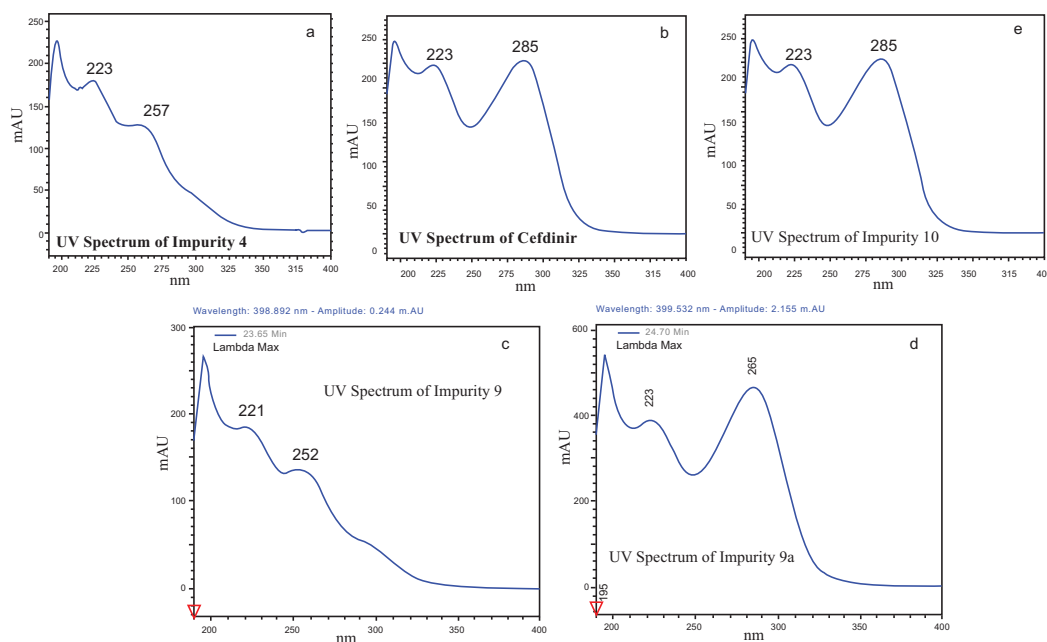 a
250
200
150
100
50
0
mAU
223
257
UV Spectrum of Impurity 4
200 225 250 275 300 315 400
nm
b
250
200
150
100
50
0
mAU
223
285
UV Spectrum of Cefdinir
200 225 250 275 300 315 400
nm
e
250
200
150
100
50
0
mAU
223
285
UV Spectrum of Impurity 10
200 225 250 275 300 315 40
nm
Wavelength: 398.892 nm - Amplitude: 0.244 m.AU
c
300
200
100
0
mAU
23.65 Min
Lambda Max
UV Spectrum of Impurity 9
221
252
200 250 300 350 400
nm
Wavelength: 399.532 nm - Amplitude: 2.155 m.AU
d
600
400
200
0
mAU
24.70 Min
Lambda Max
223
265
UV Spectrum of Impurity 9a
195
200 250 300 350 400
nm